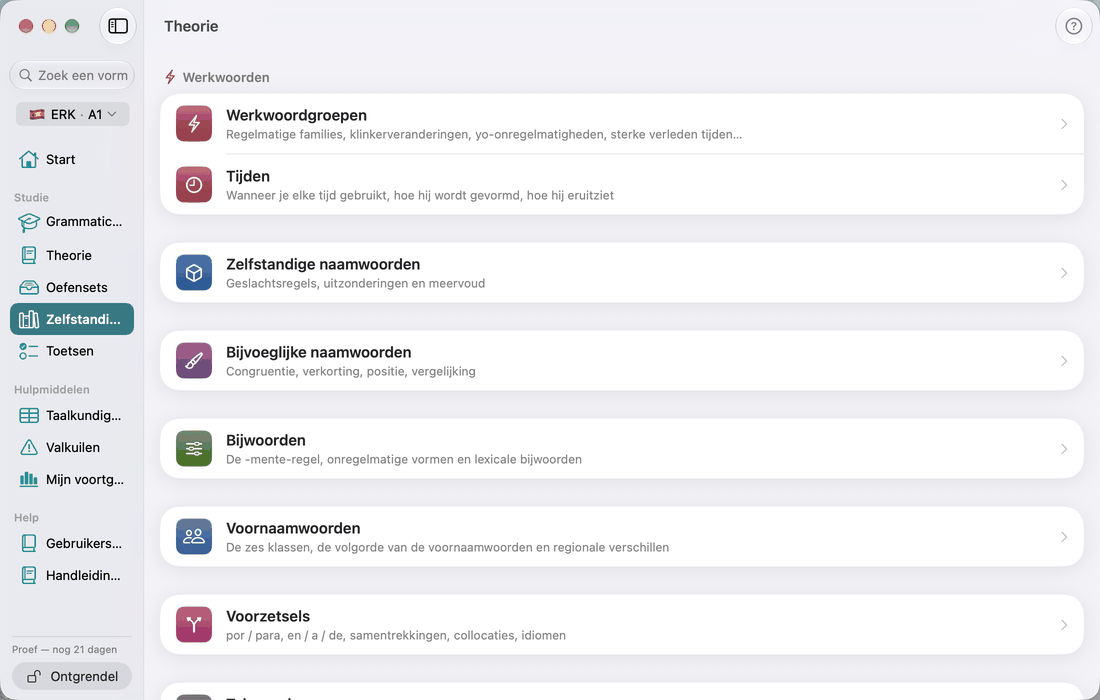 Theorie
Zoek een vorm
ERK · A1
Start
Studie
Grammatic...
Theorie
Oefensets
Zelfstandi...
Toetsen
Hulpmiddelen
Taalkundig...
Valkuilen
Mijn voortg...
Help
Gebruikers...
Handleidin...
Proef — nog 21 dagen
Ontgrendel
Werkwoorden
Werkwoordgroepen
Regelmatige families, klinkerveranderingen, yo-onregelmatigheden, sterke verleden tijden...
Tijden
Wanneer je elke tijd gebruikt, hoe hij wordt gevormd, hoe hij eruitziet
Zelfstandige naamwoorden
Geslachtsregels, uitzonderingen en meervoud
Bijvoeglijke naamwoorden
Congruentie, verkorting, positie, vergelijking
Bijwoorden
De -mente-regel, onregelmatige vormen en lexicale bijwoorden
Voornaamwoorden
De zes klassen, de volgorde van de voornaamwoorden en regionale verschillen
Voorzetsels
por / para, en / a / de, samentrekkingen, collocaties, idiomen